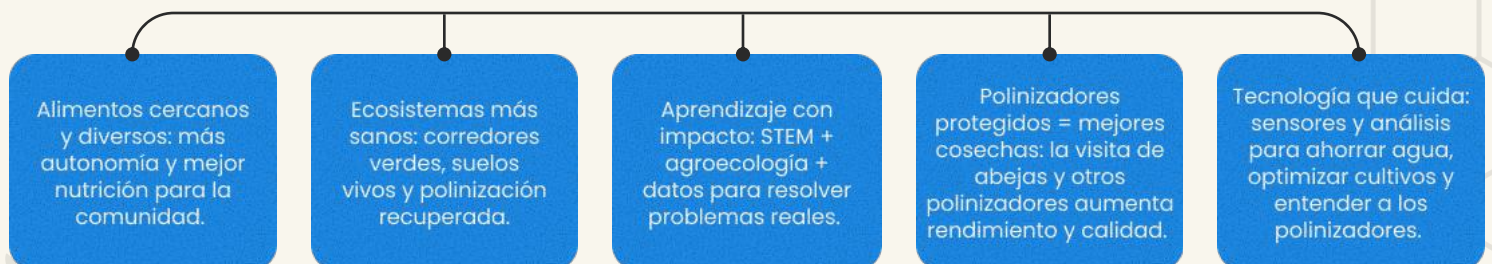 Alimentos cercanos
y diversos: más
autonomía y mejor
nutrición para la
comunidad.
Ecosistemas más
sanos: corredores
verdes, suelos
vivos y polinización
recuperada.
Aprendizaje con
impacto: STEM +
agroecología +
datos para resolver
problemas reales.
Polinizadores
protegidos = mejores
cosechas: la visita de
abejas y otros
polinizadores aumenta
rendimiento y calidad.
Tecnología que cuida:
sensores y análisis
para ahorrar agua,
optimizar cultivos y
entender a los
polinizadores.